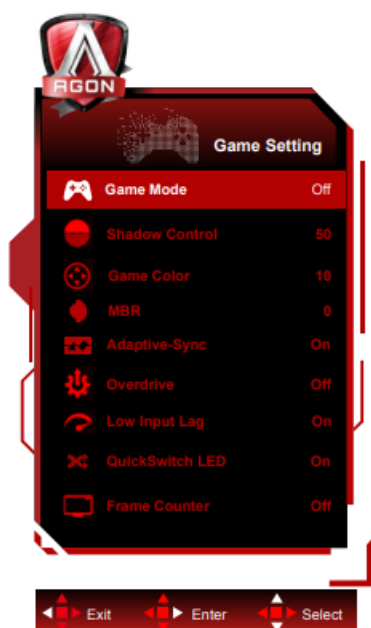 AGON
Game Setting
Game Mode Off
Shadow Control 50
Game Color 10
MBR 0
Adaptive-Sync On
Overdrive Off
Low Input Lag On
QuickSwitch LED On
Frame Counter Off
Exit Enter Select